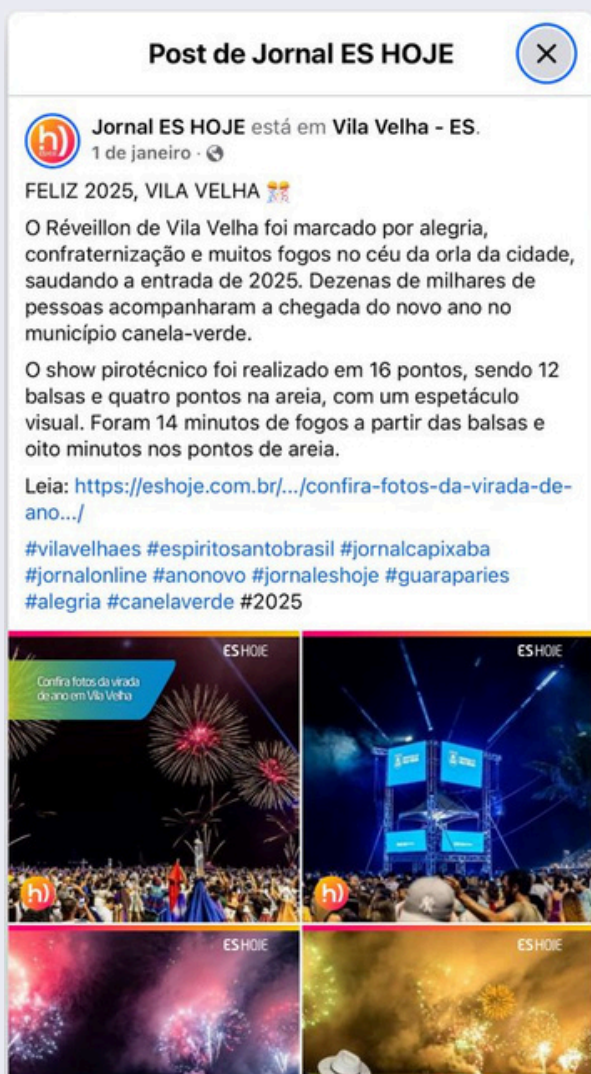 Post de Jornal ES HOJE
Jornal ES HOJE está em Vila Velha - ES.
1 de janeiro ·
FELIZ 2025, VILA VELHA 🎊
O Réveillon de Vila Velha foi marcado por alegria,
confraternização e muitos fogos no céu da orla da cidade,
saudando a entrada de 2025. Dezenas de milhares de
pessoas acompanharam a chegada do novo ano no
município canela-verde.
O show pirotécnico foi realizado em 16 pontos, sendo 12
balsas e quatro pontos na areia, com um espetáculo
visual. Foram 14 minutos de fogos a partir das balsas e
oito minutos nos pontos de areia.
Leia: https://eshoje.com.br/.../confira-fotos-da-virada-de-
ano.../
#vilavelhaes #espiritosantobrasil #jornalcapixaba
#jornalonline #anonovo #jornaleshoje #guaraparies
#alegria #canelaverde #2025
ESHOJE
Confira fotos da virada
de ano em Vila Velha
h)
ESHOJE
h)
ESHOJE
ESHOJE